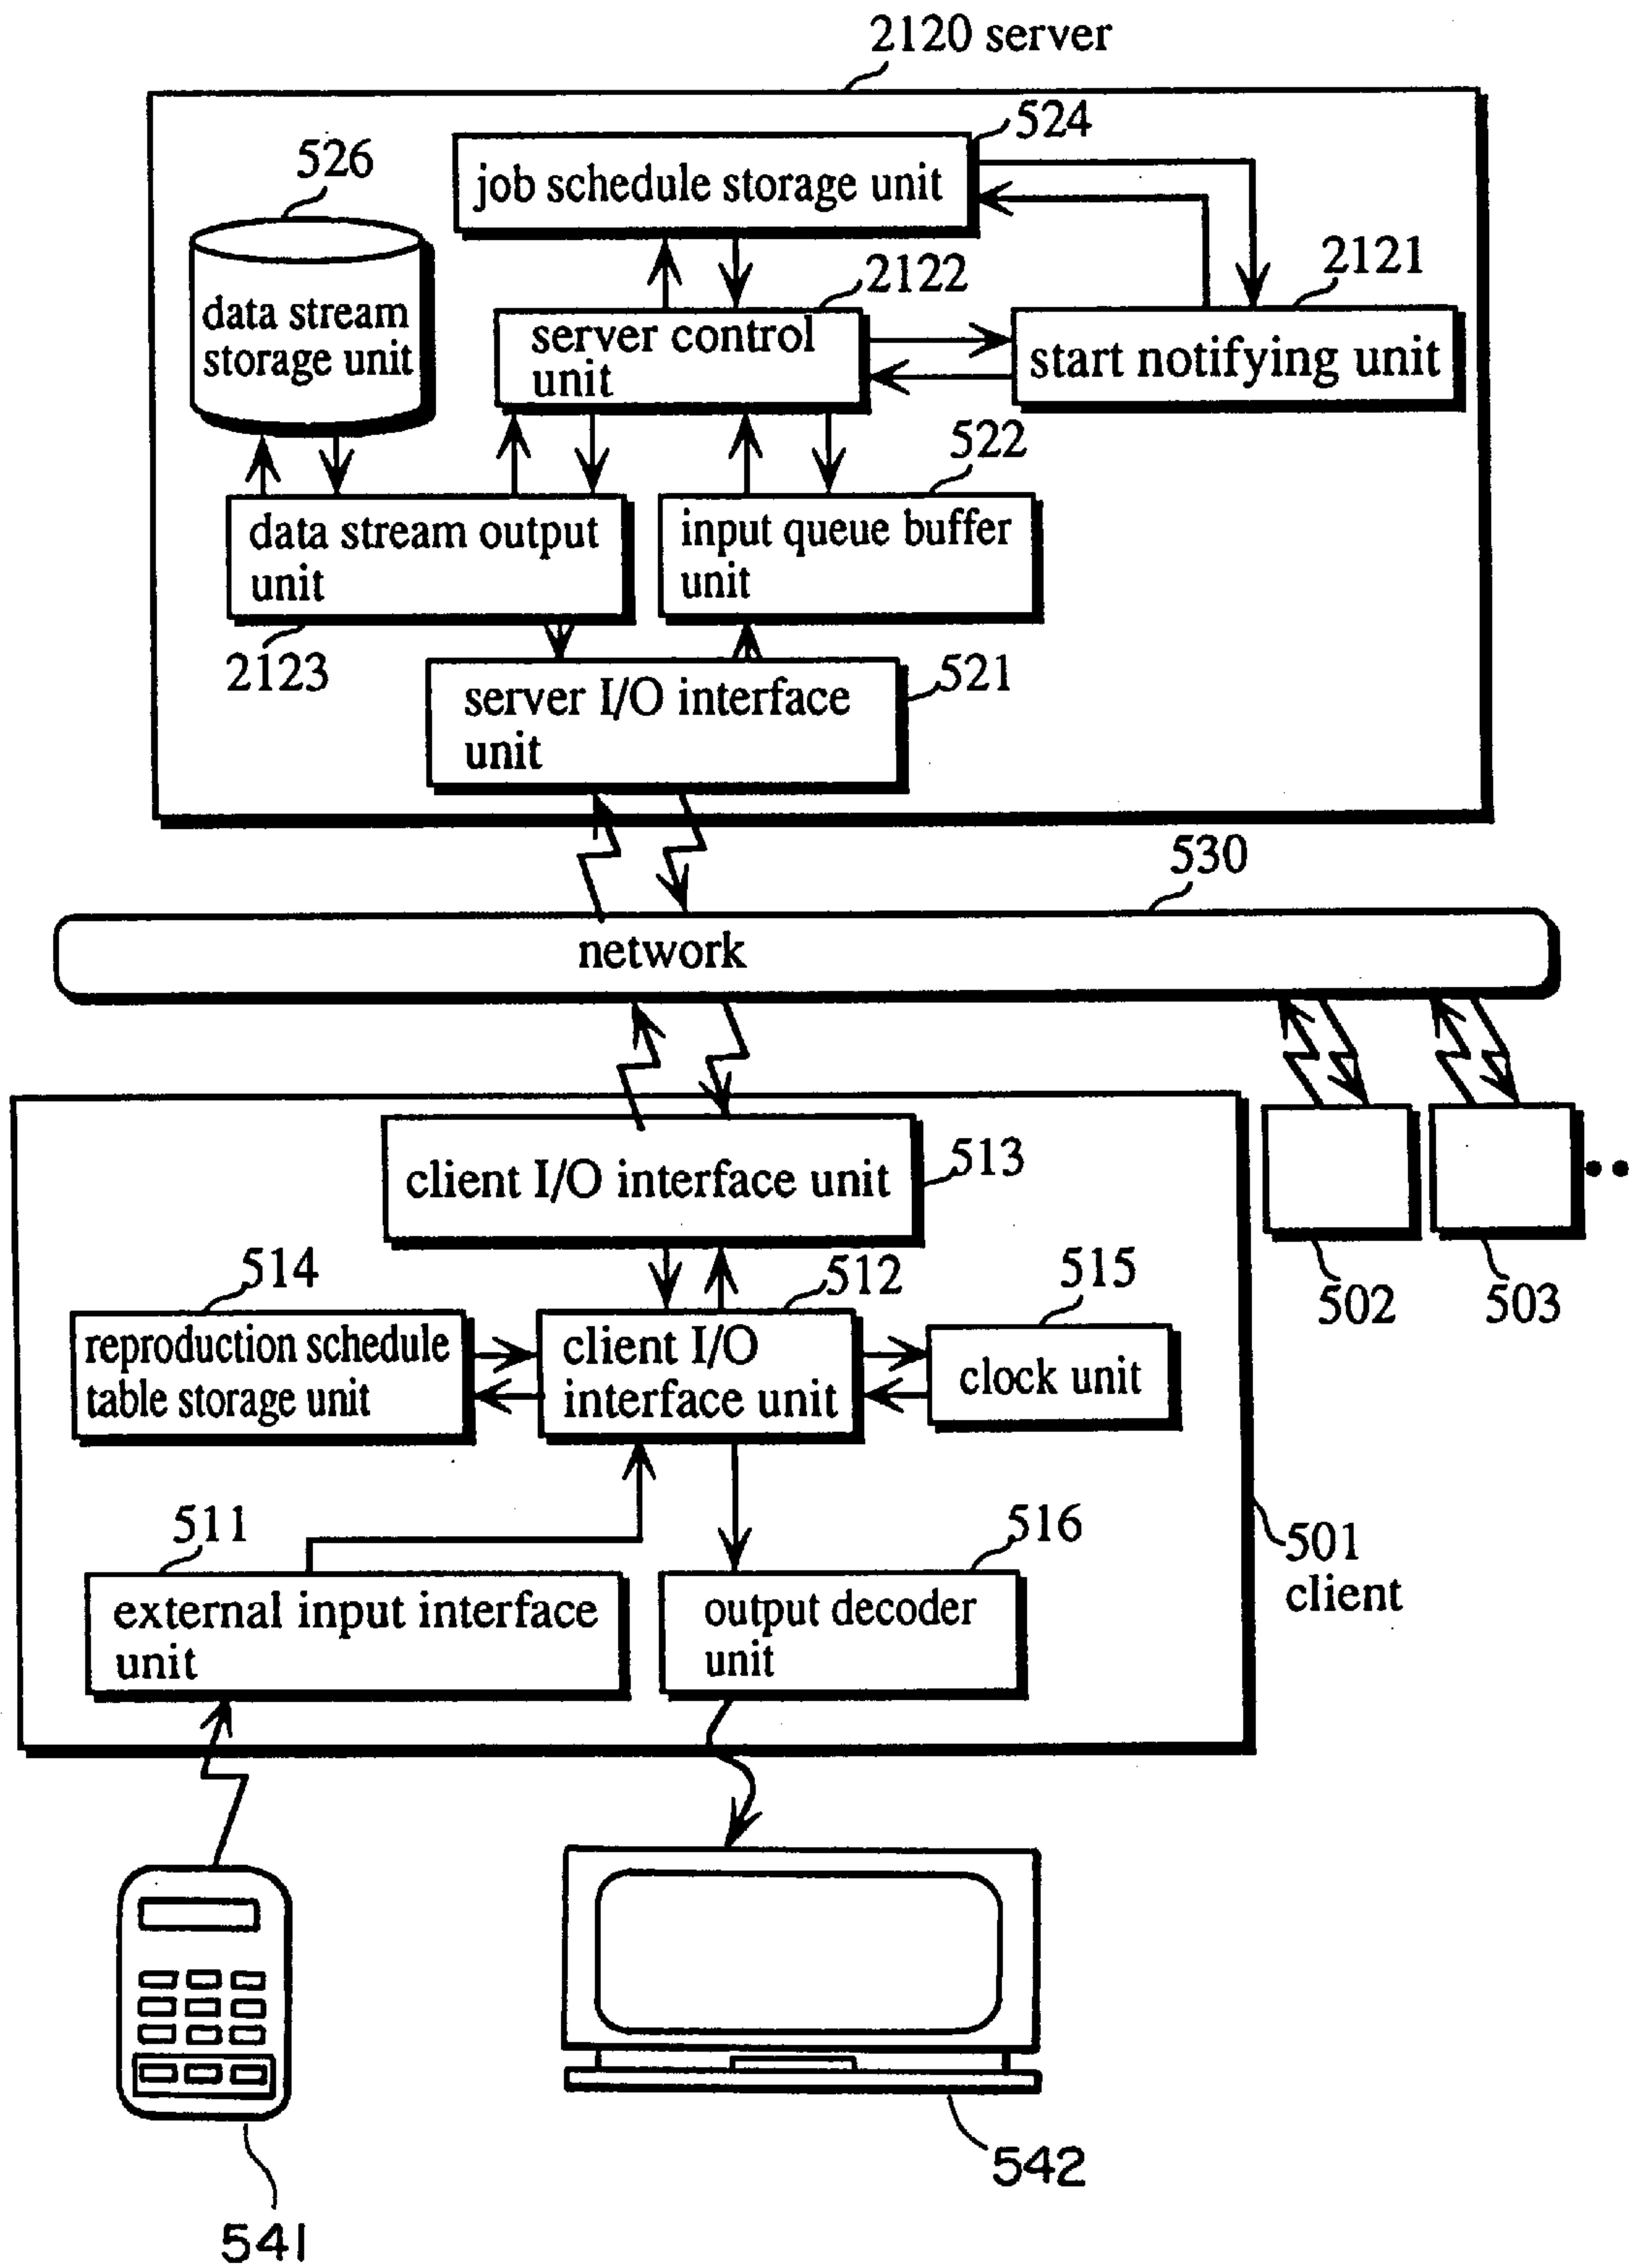 2120 server
524
job schedule storage unit
526
data stream
storage unit
2122
server control
unit
2121
start notifying unit
522
data stream output
unit
input queue buffer
unit
2123
521
server I/O interface
unit
530
network
client I/O interface unit
513
502
503
514
reproduction schedule
table storage unit
512
client I/O
interface unit
515
clock unit
511
external input interface
unit
516
output decoder
unit
501
client
541
542